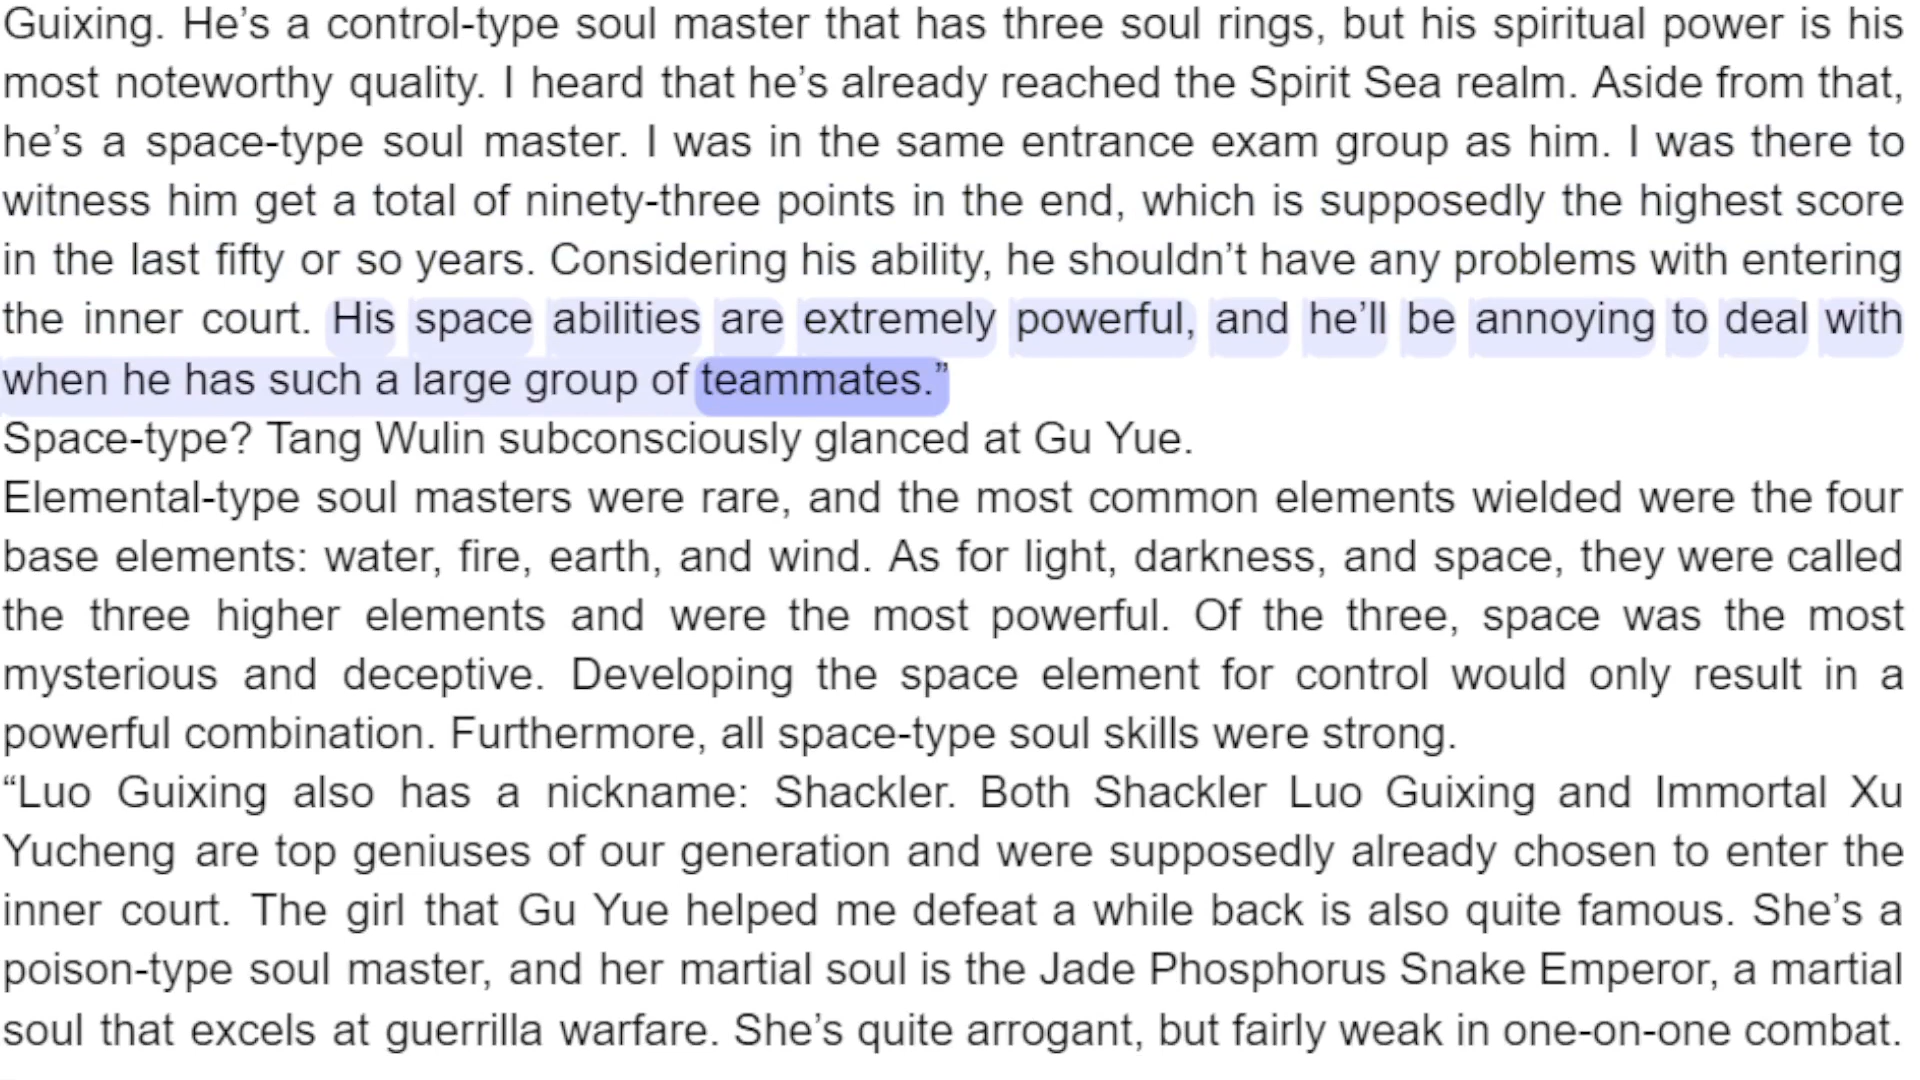 Guixing. He’s a control-type soul master that has three soul rings, but his spiritual power is his
most noteworthy quality. I heard that he’s already reached the Spirit Sea realm. Aside from that,
he’s a space-type soul master. I was in the same entrance exam group as him. I was there to
witness him get a total of ninety-three points in the end, which is supposedly the highest score
in the last fifty or so years. Considering his ability, he shouldn’t have any problems with entering
the inner court. His space abilities are extremely powerful, and he’ll be annoying to deal with
when he has such a large group of teammates.”
Space-type? Tang Wulin subconsciously glanced at Gu Yue.
Elemental-type soul masters were rare, and the most common elements wielded were the four
base elements: water, fire, earth, and wind. As for light, darkness, and space, they were called
the three higher elements and were the most powerful. Of the three, space was the most
mysterious and deceptive. Developing the space element for control would only result in a
powerful combination. Furthermore, all space-type soul skills were strong.
“Luo Guixing also has a nickname: Shackler. Both Shackler Luo Guixing and Immortal Xu
Yucheng are top geniuses of our generation and were supposedly already chosen to enter the
inner court. The girl that Gu Yue helped me defeat a while back is also quite famous. She’s a
poison-type soul master, and her martial soul is the Jade Phosphorus Snake Emperor, a martial
soul that excels at guerrilla warfare. She’s quite arrogant, but fairly weak in one-on-one combat.